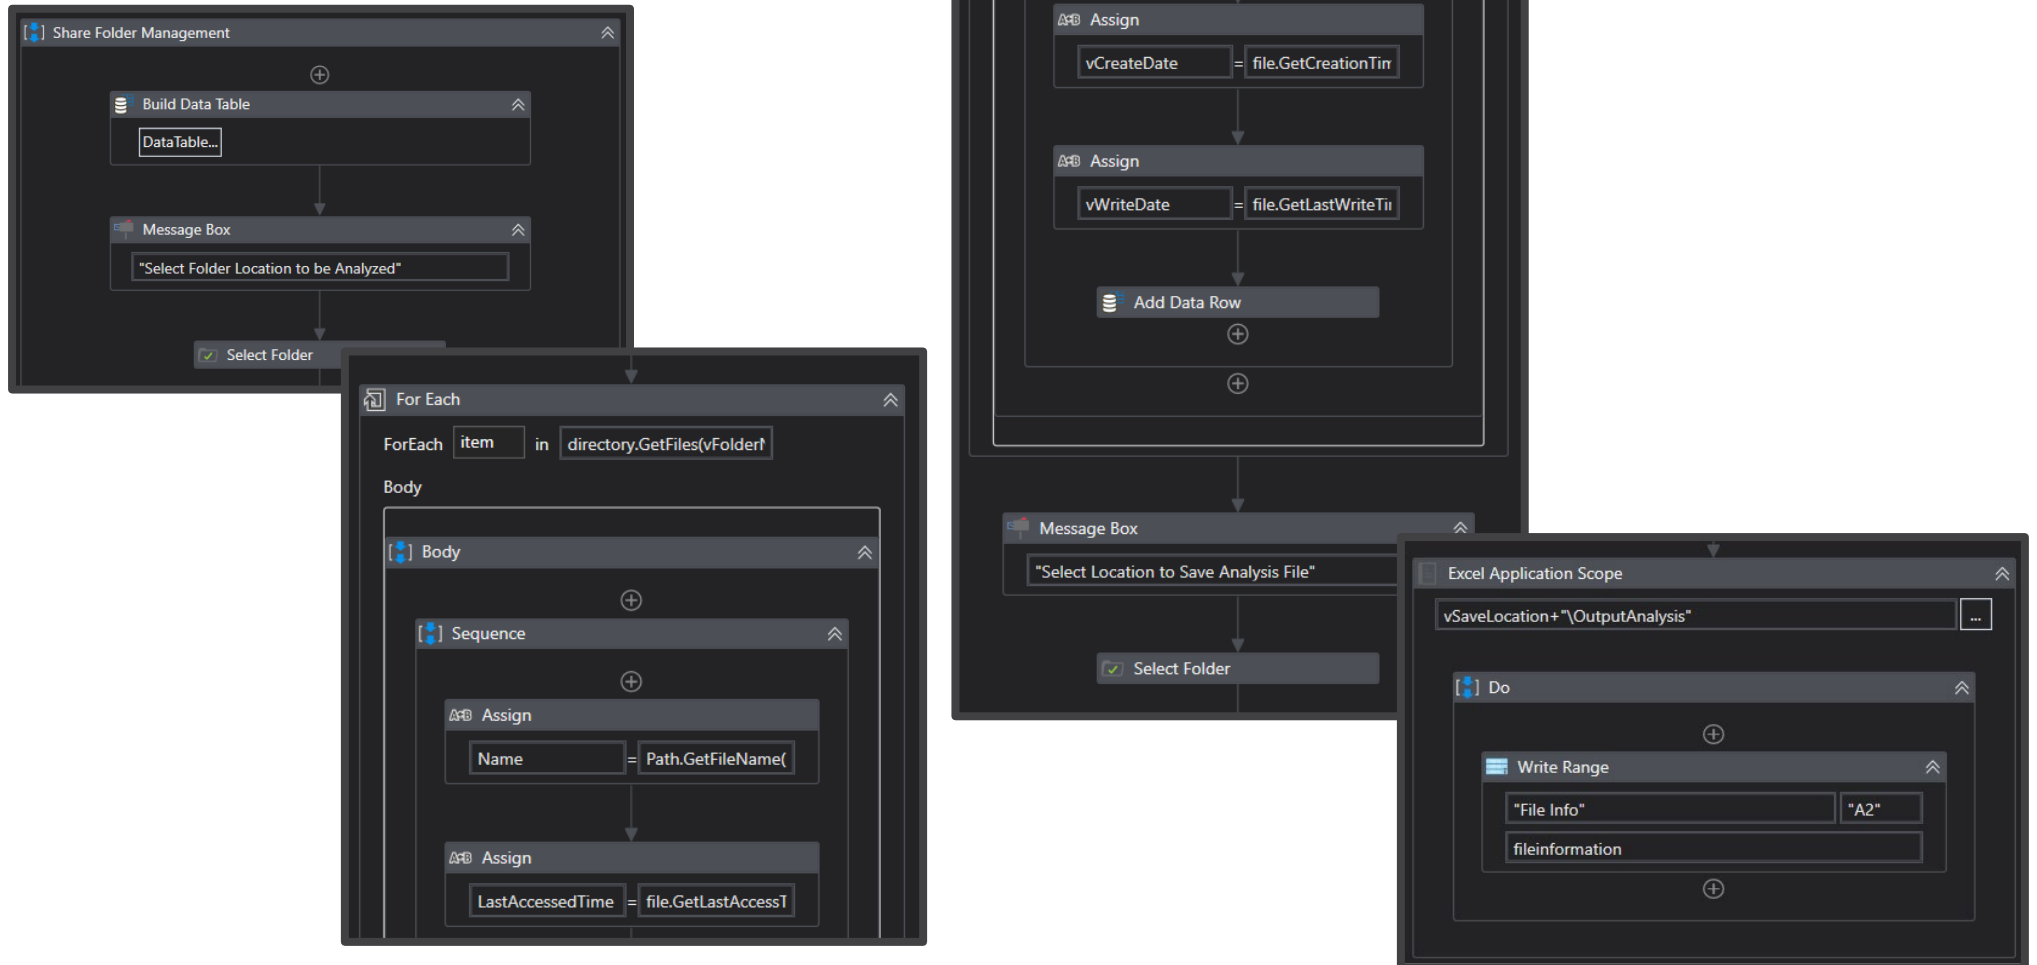 Share Folder Management
Build Data Table
DataTable...
Message Box
"Select Folder Location to be Analyzed"
Select Folder
For Each
ForEach item in directory.GetFiles(vFolder
Body
Body
Sequence
Assign
Name = Path.GetFileName(
Assign
LastAccessedTime = file.GetLastAccessT
Assign
vCreateDate = file.GetCreationTim
Assign
vWriteDate = file.GetLastWriteTi
Add Data Row
Message Box
"Select Location to Save Analysis File"
Select Folder
Excel Application Scope
vSaveLocation+"\OutputAnalysis" ...
Do
Write Range
"File Info" "A2"
fileinformation